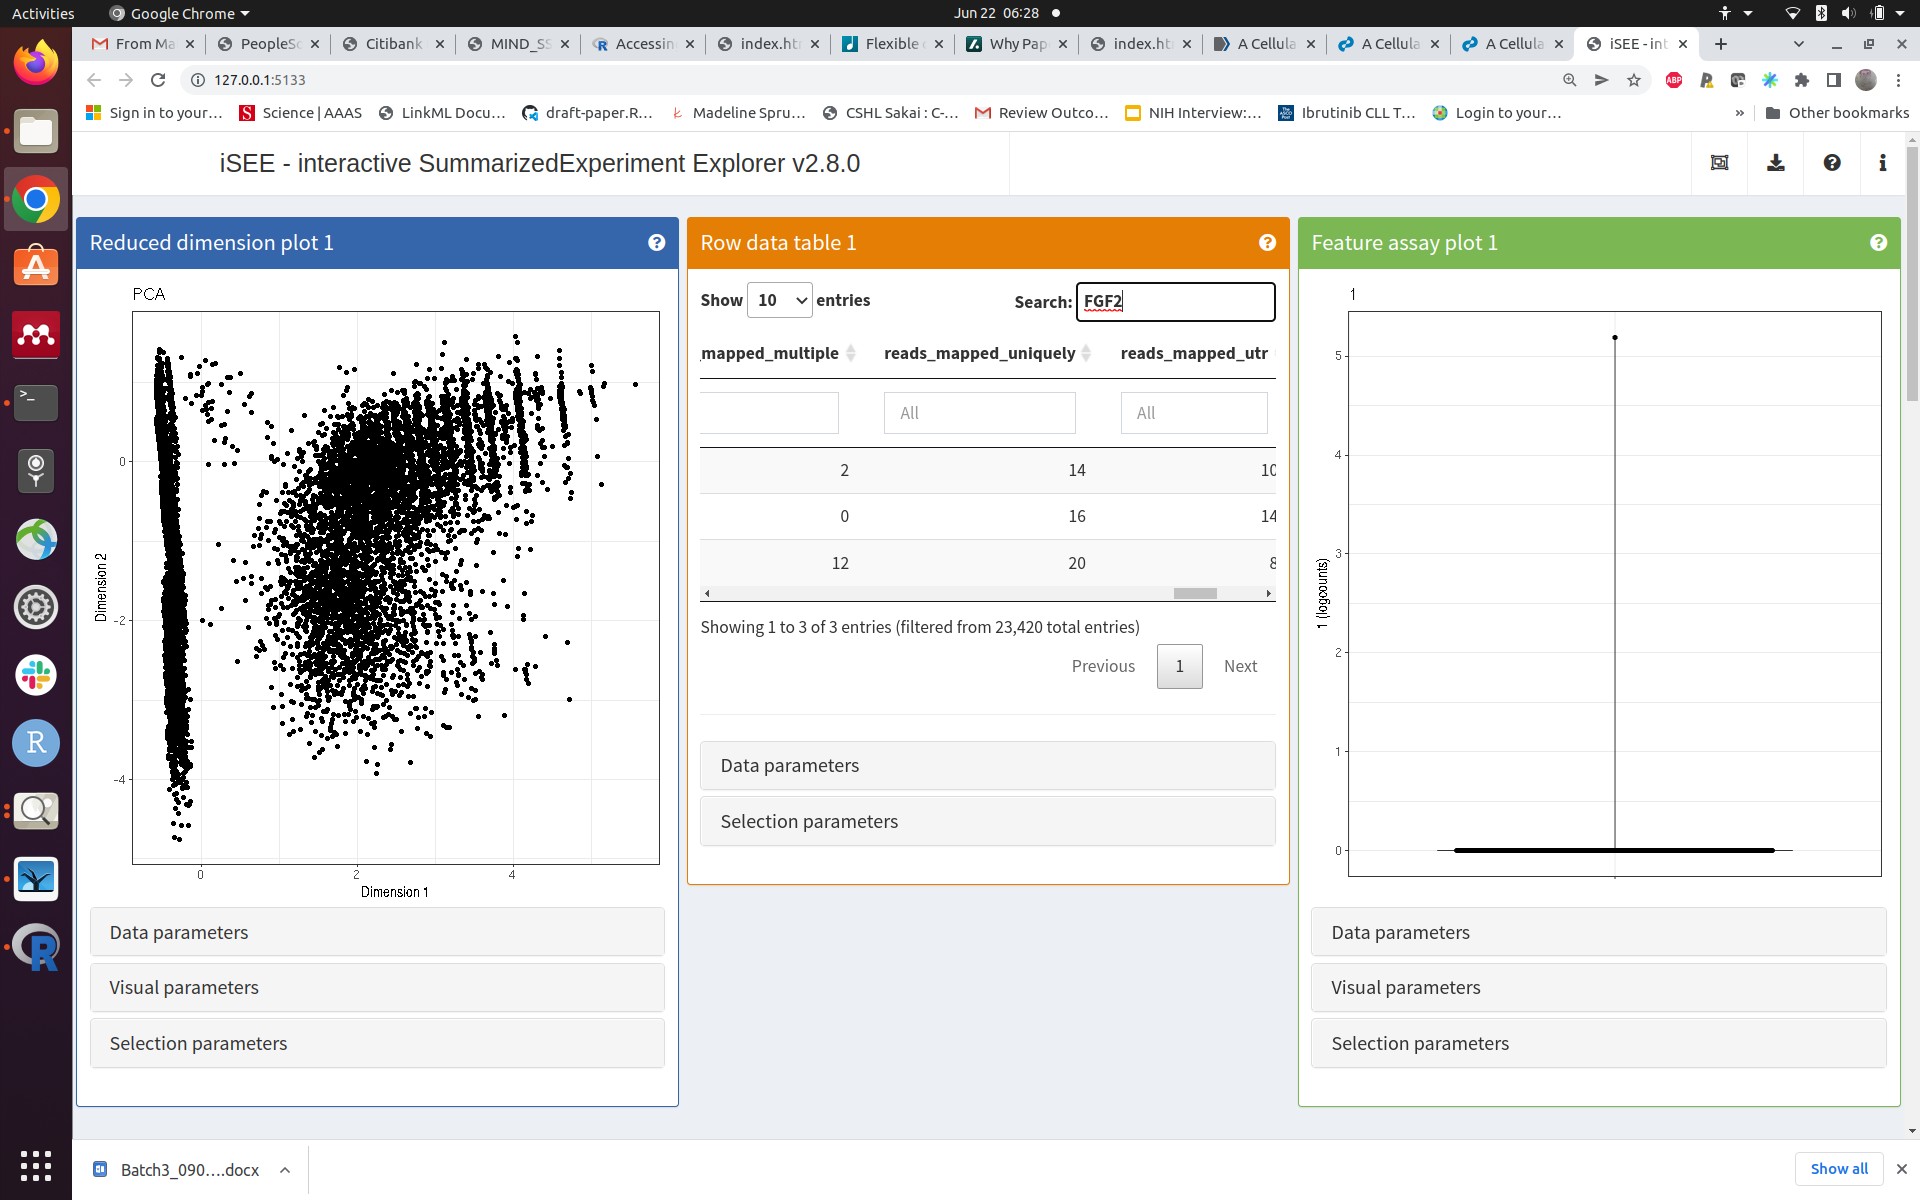 Activities
Google Chrome
Jun 22 06:28
From Ma
PeopleSo
Citibank
MIND_SS
Accessin
index.ht
Flexible
Why Pap
index.ht
A Cellula
A Cellula
A Cellula
iSEE - int
127.0.0.1:5133
Sign in to your...
Science | AAAS
LinkML Docu...
draft-paper.R...
Madeline Spru...
CSHL Sakai : C-...
Review Outco...
NIH Interview:...
Ibrutinib CLL T...
Login to your...
»
Other bookmarks
iSEE - interactive SummarizedExperiment Explorer v2.8.0
Reduced dimension plot 1
PCA
0
-2
-4
Dimension 2
0 2 4
Dimension 1
Data parameters
Visual parameters
Selection parameters
Row data table 1
Show 10 entries
Search: FGF2
mapped_multiple reads_mapped_uniquely reads_mapped_utr
All All
2 14 10
0 16 14
12 20 8
Showing 1 to 3 of 3 entries (filtered from 23,420 total entries)
Previous 1 Next
Data parameters
Selection parameters
Feature assay plot 1
1
5
4
3
2
1
0
1 (logcounts)
Data parameters
Visual parameters
Selection parameters
Batch3_090....docx
Show all